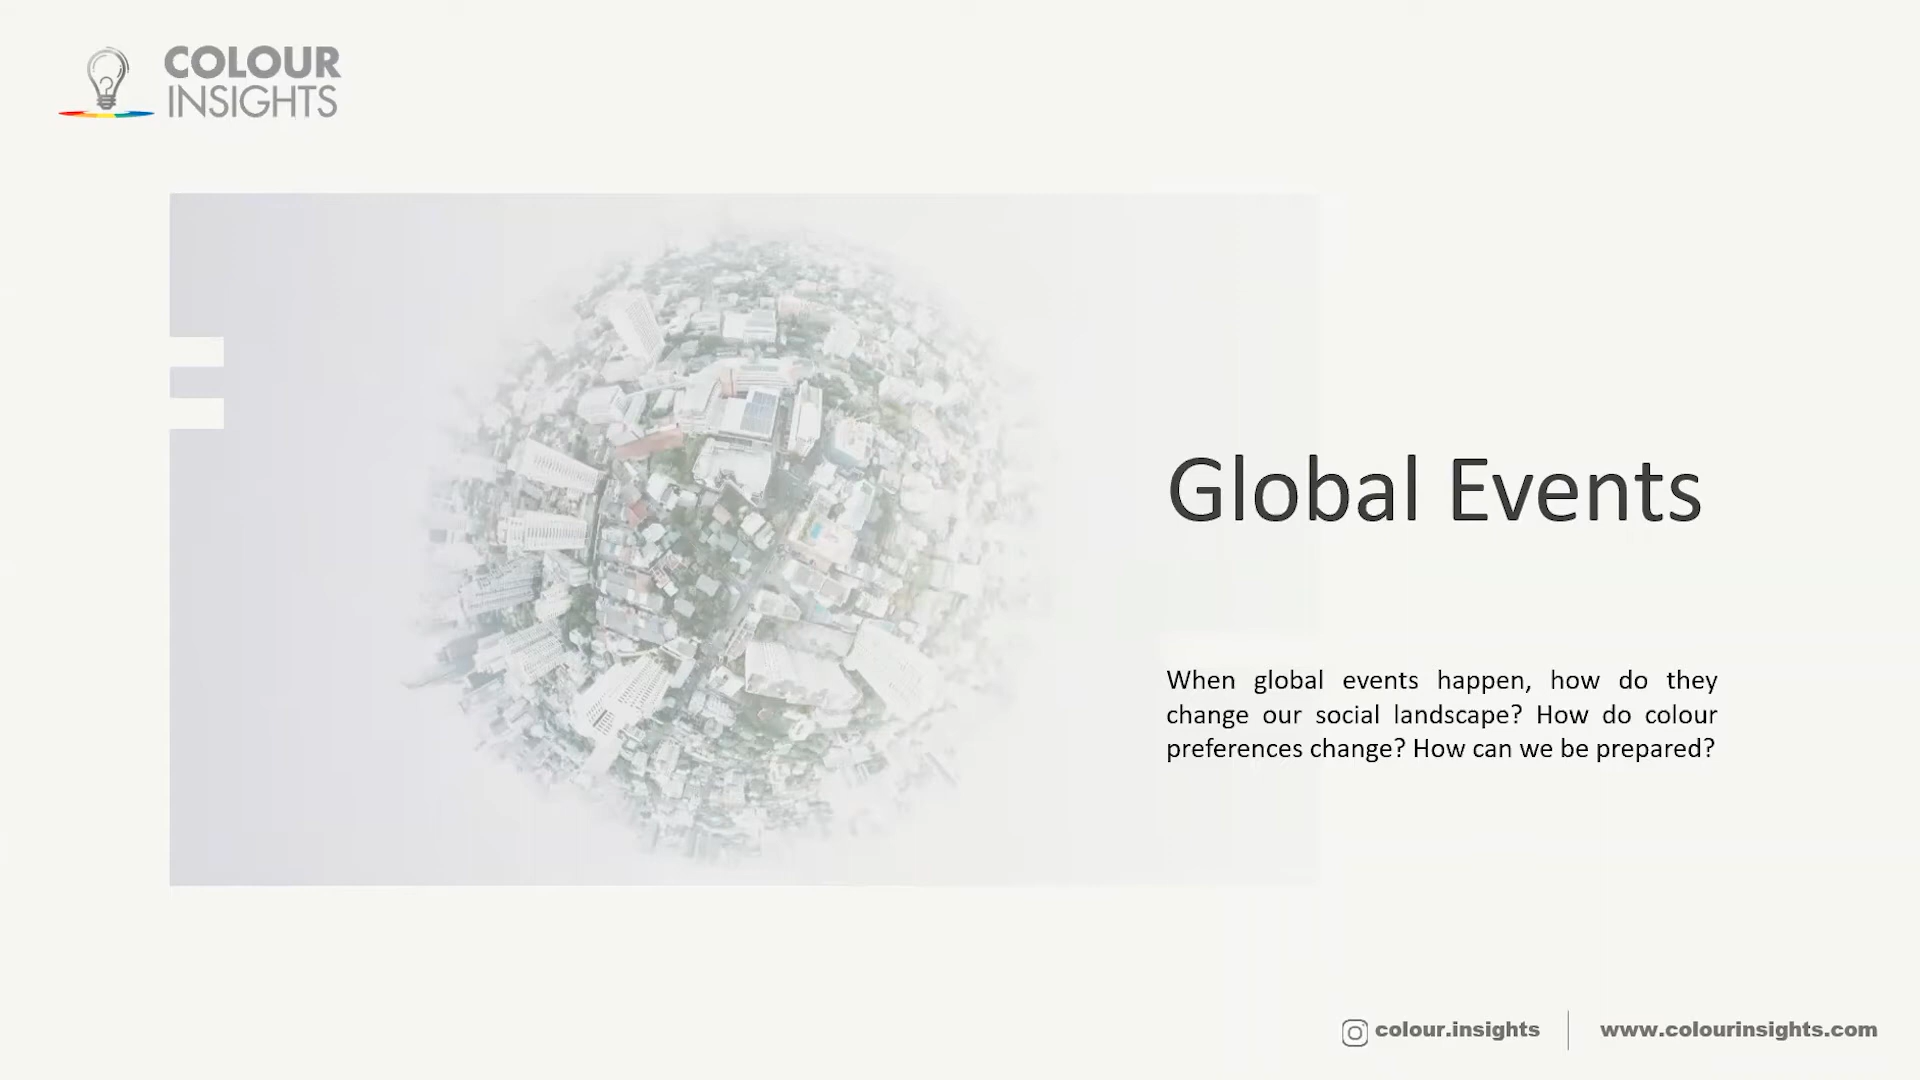 COLOUR
INSIGHTS
Global Events
When global events happen, how do they
change our social landscape? How do colour
preferences change? How can we be prepared?
colour.insights
www.colourinsights.com